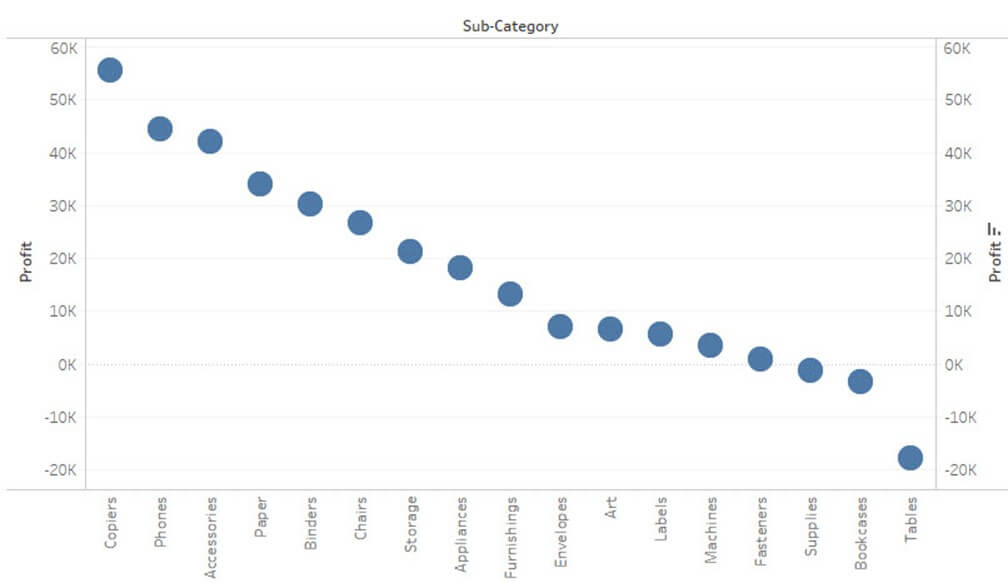 Sub-Category
Profit
60K
50K
40K
30K
20K
10K
0K
-10K
-20K
60K
50K
40K
30K
20K
10K
0K
-10K
-20K
Profit
Copiers
Phones
Accessories
Paper
Binders
Chairs
Storage
Appliances
Furnishings
Envelopes
Art
Labels
Machines
Fasteners
Supplies
Bookcases
Tables